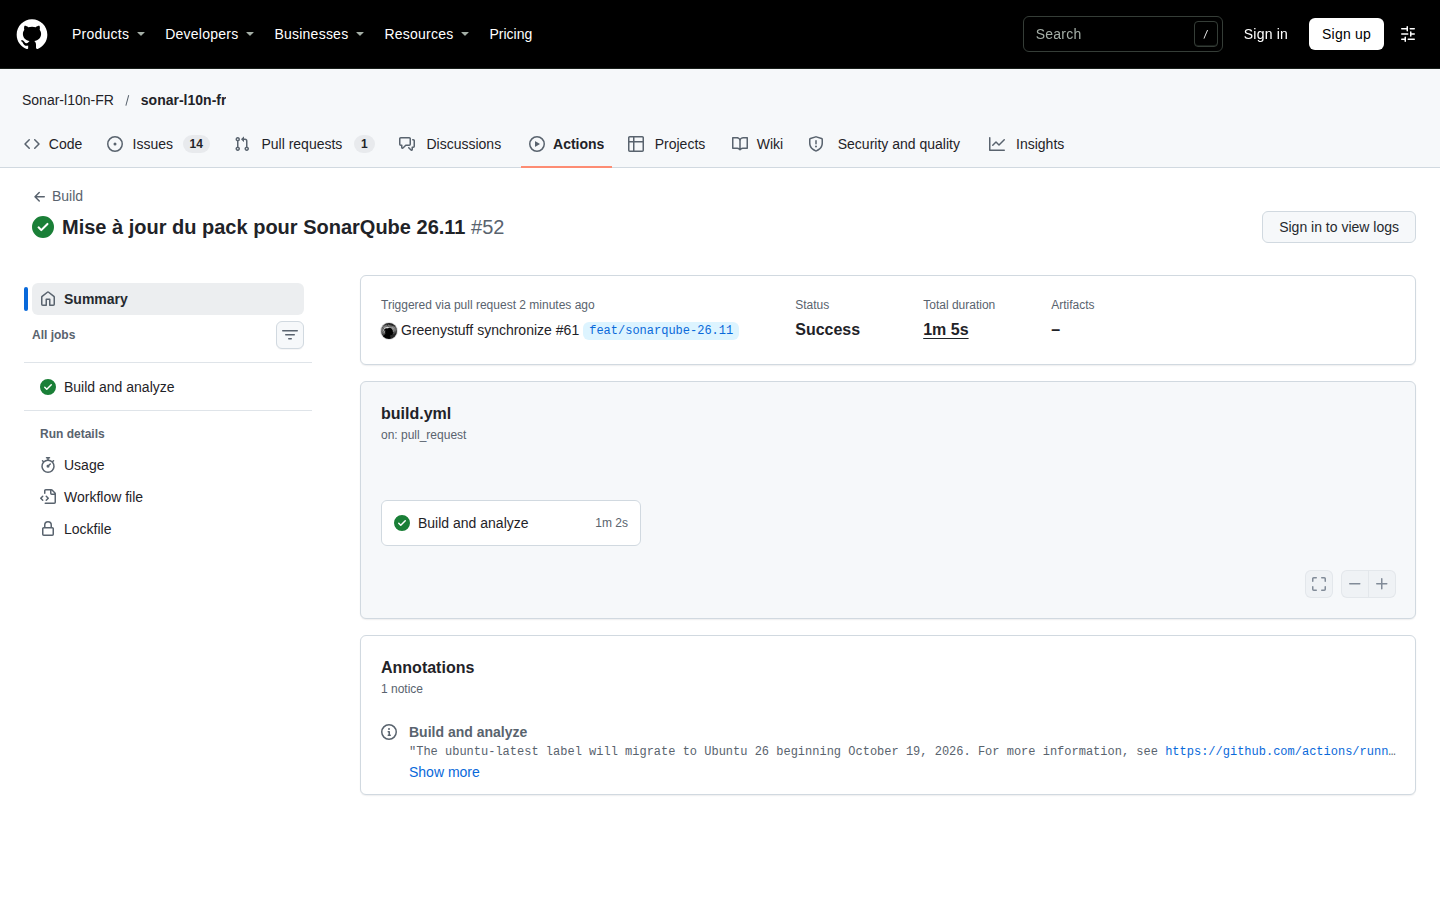 Products Developers Businesses Resources Pricing Search / Sign in Sign up
Sonar-l10n-FR / sonar-l10n-fr
Code Issues 14 Pull requests 1 Discussions Actions Projects Wiki Security and quality Insights
Build
Mise à jour du pack pour SonarQube 26.11 #52
Sign in to view logs
Summary
All jobs
Build and analyze
Run details
Usage
Workflow file
Lockfile
Triggered via pull request 2 minutes ago
Greenystuff synchronize #61 feat/sonarqube-26.11
Status
Success
Total duration
1m 5s
Artifacts
–
build.yml
on: pull_request
Build and analyze 1m 2s
Annotations
1 notice
Build and analyze
"The ubuntu-latest label will migrate to Ubuntu 26 beginning October 19, 2026. For more information, see https://github.com/actions/runn…
Show more